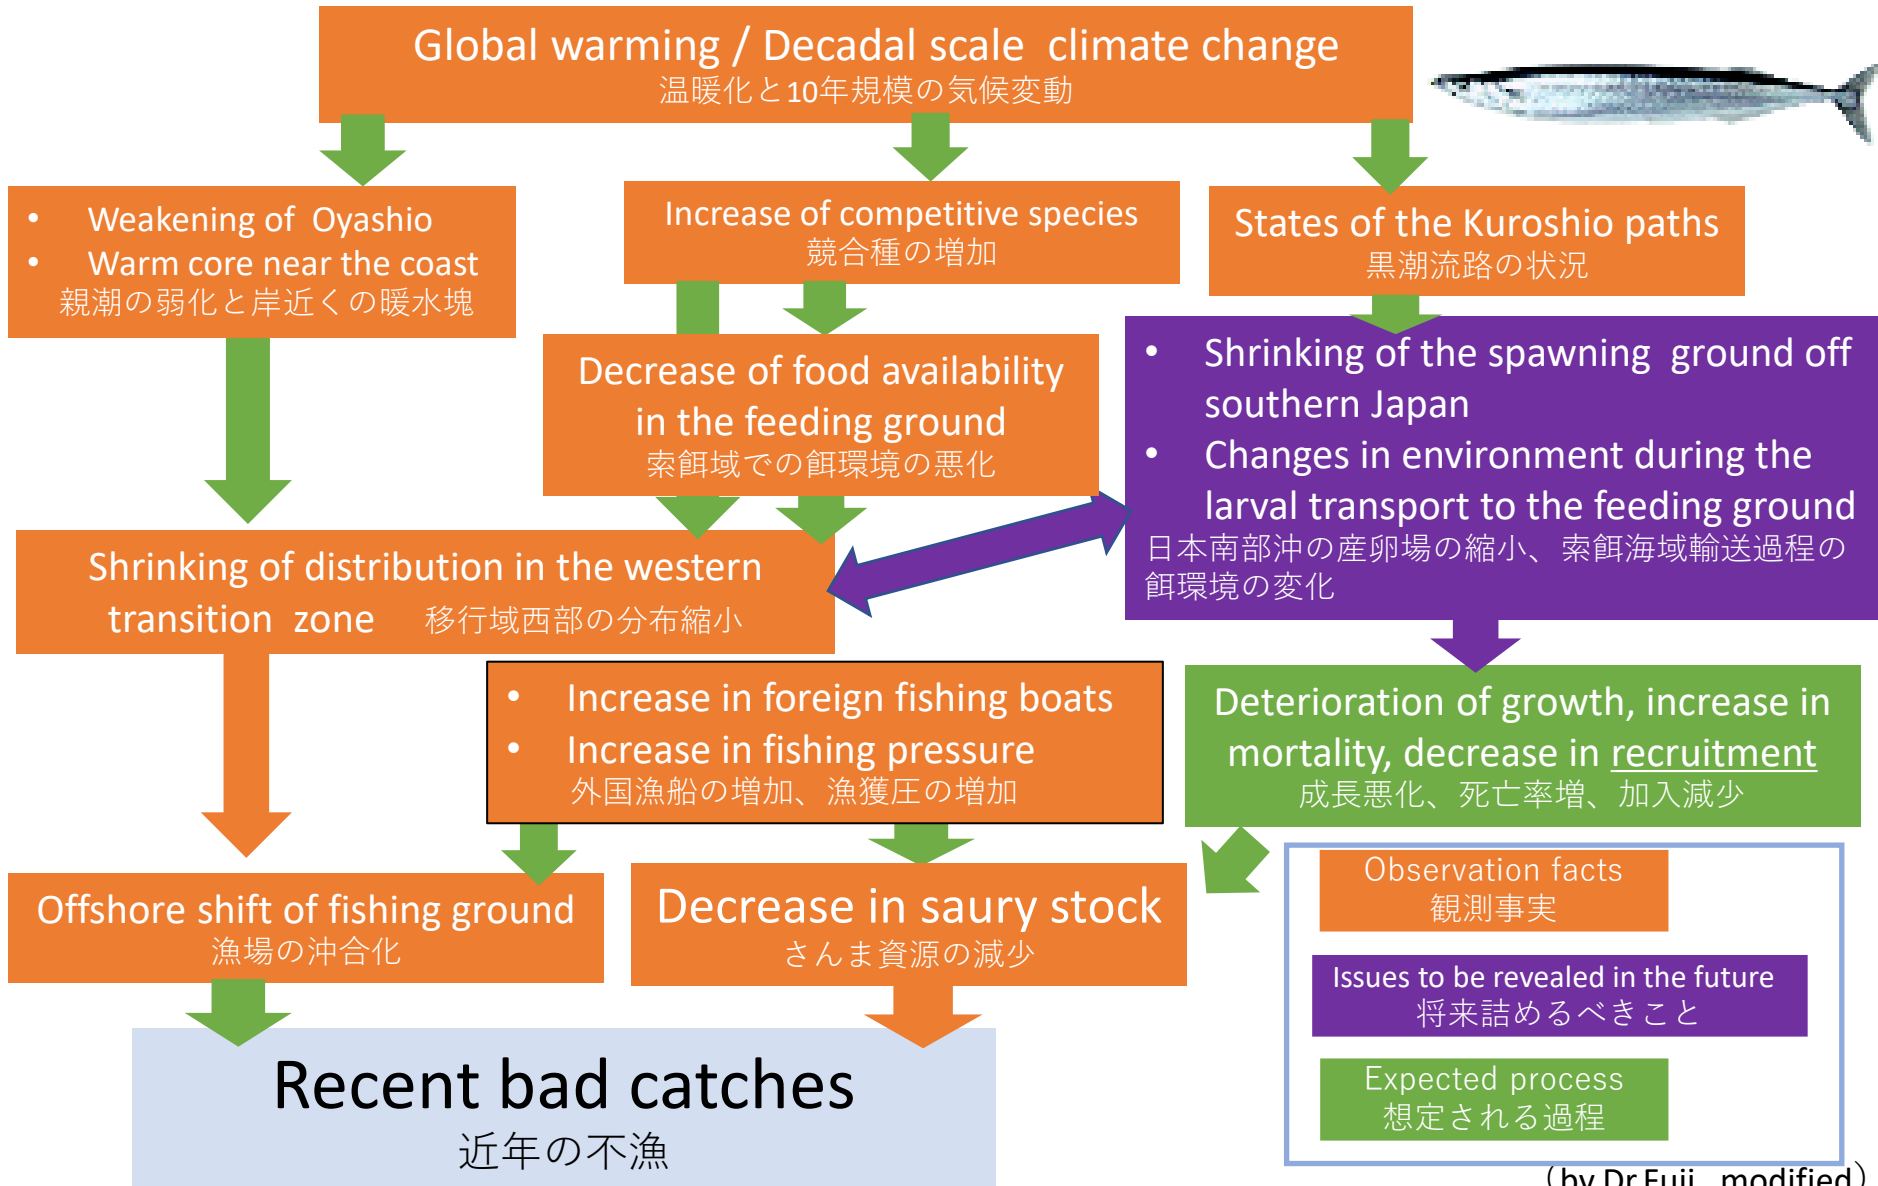 Global warming / Decadal scale climate change
温暖化と10年規模の気候変動
• Weakening of Oyashio
• Warm core near the coast
親潮の弱化と岸近くの暖水塊
Increase of competitive species
競合種の増加
States of the Kuroshio paths
黒潮流路の状況
Decrease of food availability
in the feeding ground
索餌域での餌環境の悪化
• Shrinking of the spawning ground off
southern Japan
• Changes in environment during the
larval transport to the feeding ground
日本南部沖の産卵場の縮小、索餌海域輸送過程の
餌環境の変化
Shrinking of distribution in the western
transition zone 移行域西部の分布縮小
• Increase in foreign fishing boats
• Increase in fishing pressure
外国漁船の増加、漁獲圧の増加
Deterioration of growth, increase in
mortality, decrease in recruitment
成長悪化、死亡率増、加入減少
Offshore shift of fishing ground
漁場の沖合化
Decrease in saury stock
さんま資源の減少
Recent bad catches
近年の不漁
Observation facts
観測事実
Issues to be revealed in the future
将来詰めるべきこと
Expected process
想定される過程
(by Dr.Fuji, modified)